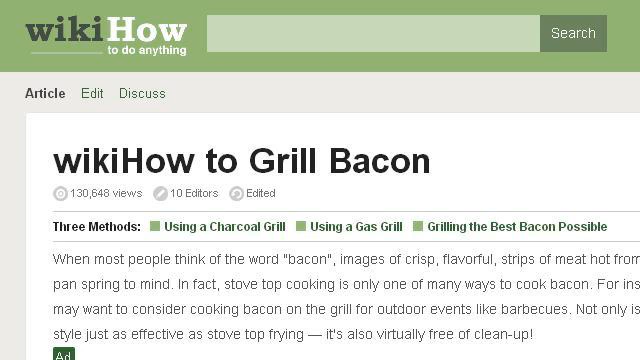 wikiHow
to do anything
Search
Article Edit Discuss
wikiHow to Grill Bacon
130,648 views 10 Editors Edited
Three Methods: Using a Charcoal Grill Using a Gas Grill Grilling the Best Bacon Possible
When most people think of the word "bacon", images of crisp, flavorful, strips of meat hot from
pan spring to mind. In fact, stove top cooking is only one of many ways to cook bacon. For ins
may want to consider cooking bacon on the grill for outdoor events like barbecues. Not only is
style just as effective as stove top frying — it's also virtually free of clean-up!
Ad